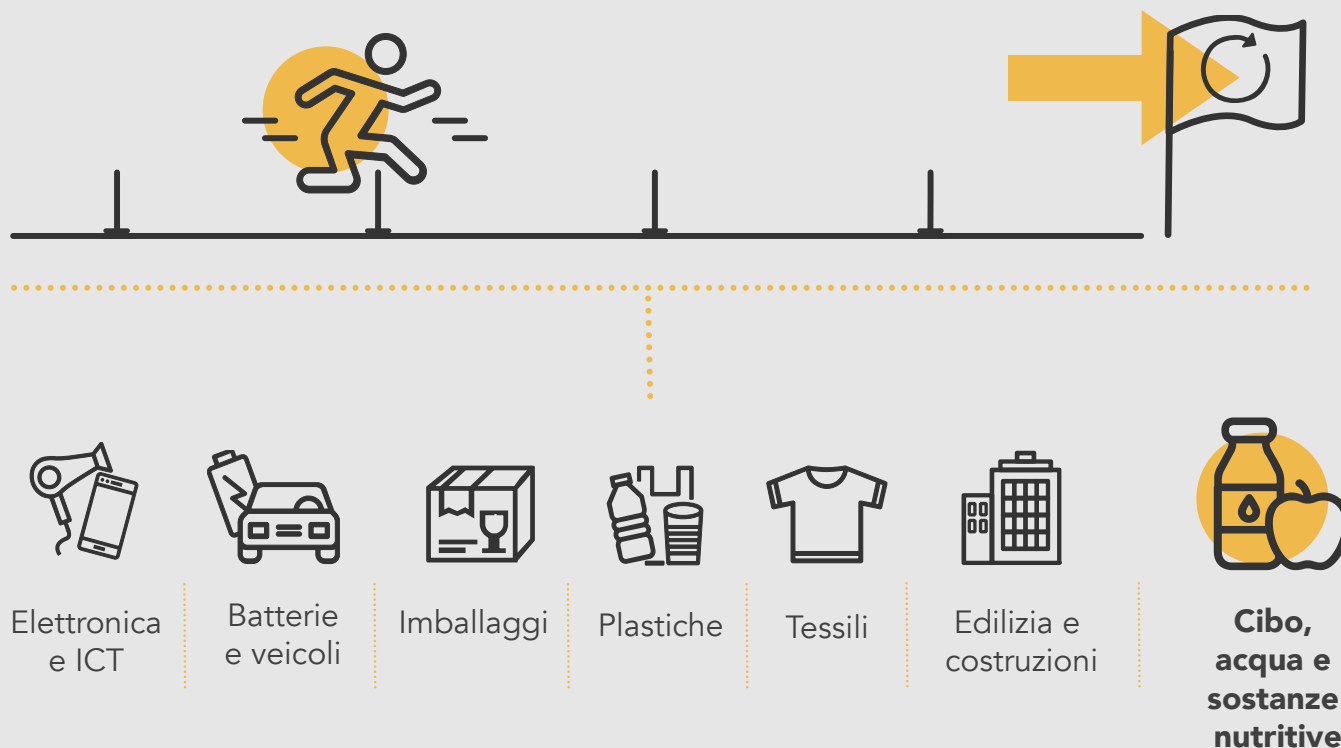 Elettronica
e ICT
Batterie
e veicoli
Imballaggi
Plastiche
Tessili
Edilizia e
costruzioni
Cibo,
acqua e
sostanze
nutritive